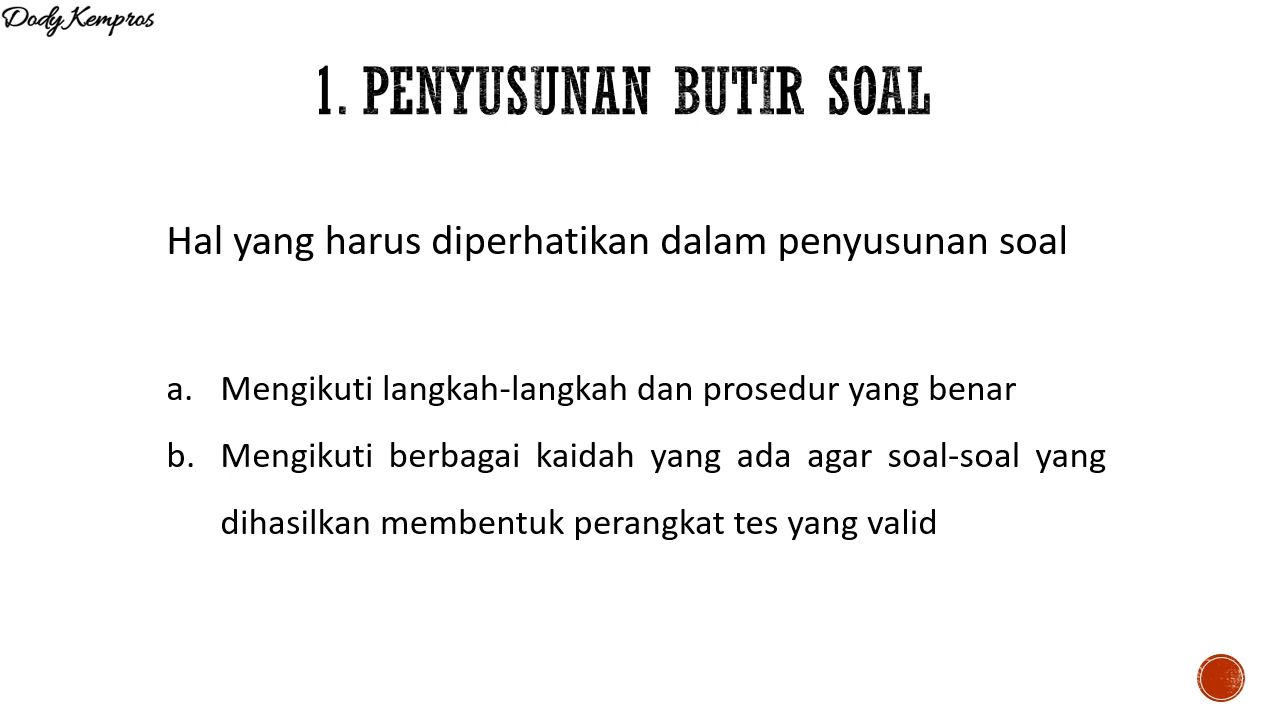 Dody Kempros
1. PENYUSUNAN BUTIR SOAL
Hal yang harus diperhatikan dalam penyusunan soal
a. Mengikuti langkah-langkah dan prosedur yang benar
b. Mengikuti berbagai kaidah yang ada agar soal-soal yang
dihasilkan membentuk perangkat tes yang valid